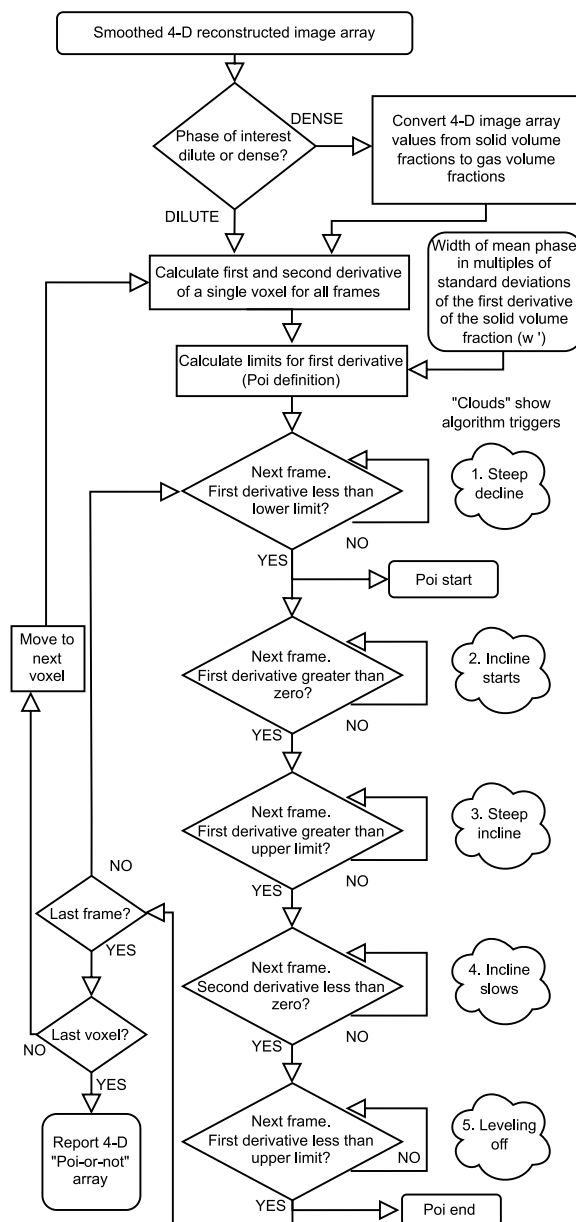 Smoothed 4-D reconstructed image array
Phase of interest
dilute or dense?
DENSE
DILUTE
Convert 4-D image array
values from solid volume
fractions to gas volume
fractions
Calculate first and second derivative
of a single voxel for all frames
Width of mean phase
in multiples of
standard deviations
of the first derivative
of the solid volume
fraction (w ')
Calculate limits for first derivative
(Poi definition)
"Clouds" show
algorithm triggers
Next frame.
First derivative less than
lower limit?
NO
YES
1. Steep
decline
Poi start
Next frame.
First derivative greater than
zero?
NO
YES
2. Incline
starts
Move to
next
voxel
Next frame.
First derivative greater than
upper limit?
NO
YES
3. Steep
incline
NO
Last frame?
YES
Next frame.
Second derivative less than
zero?
NO
YES
4. Incline
slows
Last voxel?
NO
YES
Next frame.
First derivative less than
upper limit?
NO
YES
5. Leveling
off
Report 4-D
"Poi-or-not"
array
Poi end